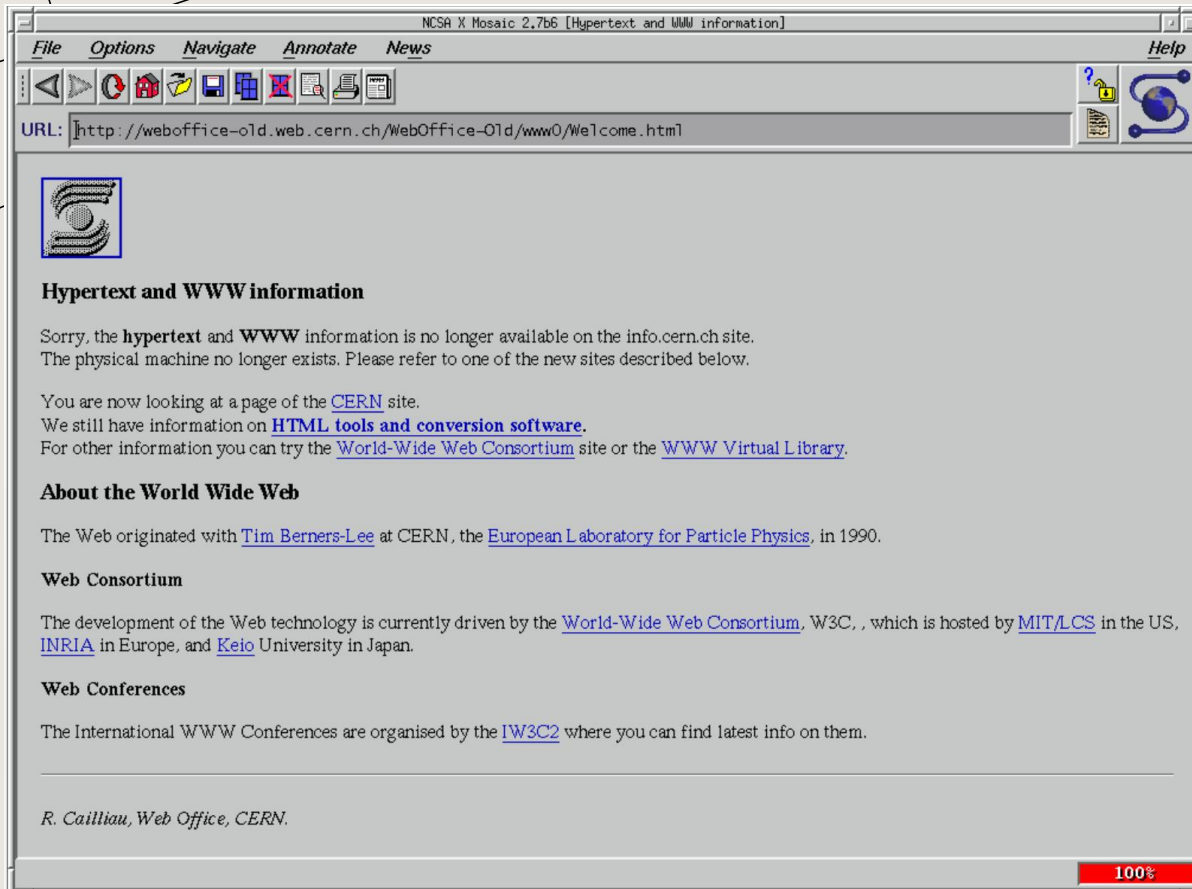 NCSA X Mosaic 2.7b6 [Hypertext and WWW information]
File Options Navigate Annotate News Help
URL: http://weboffice-old.web.cern.ch/WebOffice-Old/www0/Welcome.html
Hypertext and WWW information
Sorry, the hypertext and WWW information is no longer available on the info.cern.ch site.
The physical machine no longer exists. Please refer to one of the new sites described below.
You are now looking at a page of the CERN site.
We still have information on HTML tools and conversion software.
For other information you can try the World-Wide Web Consortium site or the WWW Virtual Library.
About the World Wide Web
The Web originated with Tim Berners-Lee at CERN, the European Laboratory for Particle Physics, in 1990.
Web Consortium
The development of the Web technology is currently driven by the World-Wide Web Consortium, W3C, , which is hosted by MIT/LCS in the US,
INRIA in Europe, and Keio University in Japan.
Web Conferences
The International WWW Conferences are organised by the IW3C2 where you can find latest info on them.
R. Cailliau, Web Office, CERN.
100%